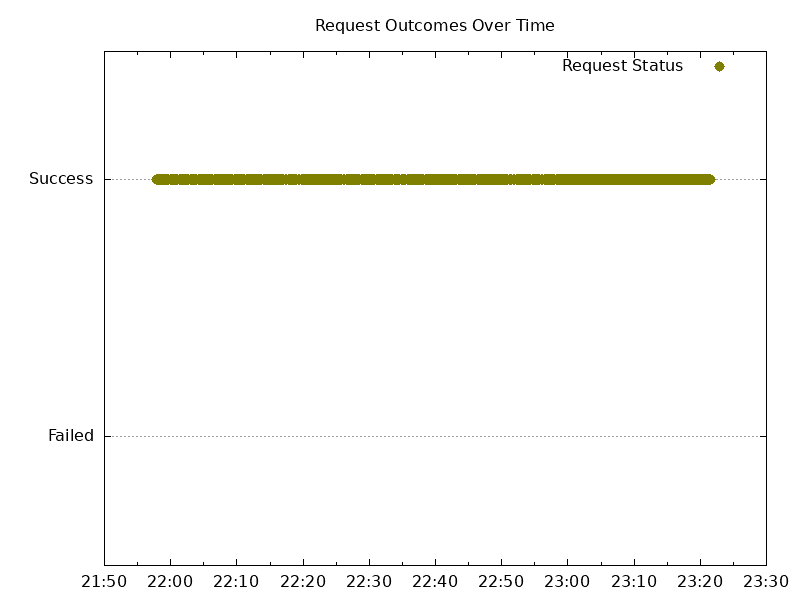 Request Outcomes Over Time
Request Status
Success
Failed
21:50 22:00 22:10 22:20 22:30 22:40 22:50 23:00 23:10 23:20 23:30